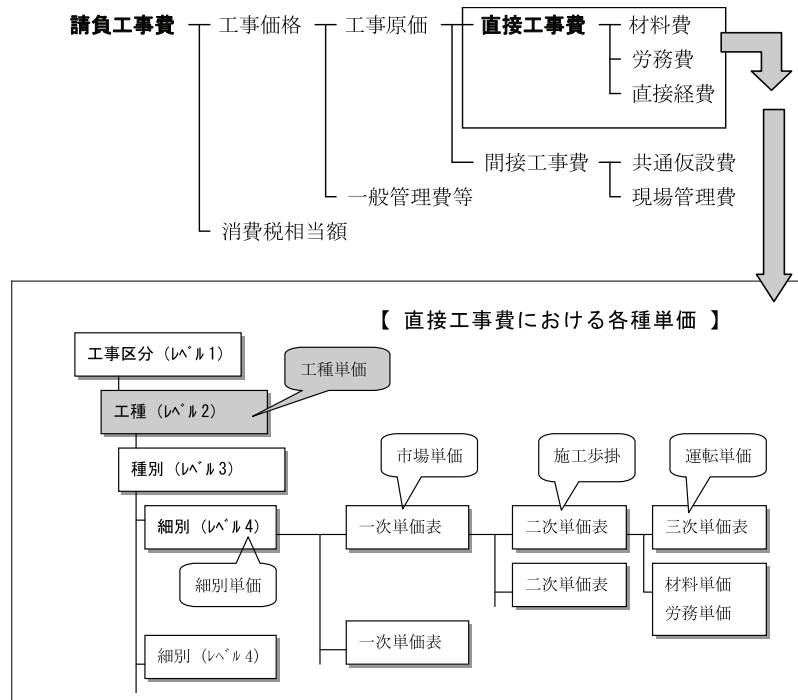 請負工事費 工事価格 工事原価 直接工事費 材料費
労務費
直接経費
間接工事費 共通仮設費
一般管理費等 現場管理費
消費税相当額
【 直接工事費における各種単価 】
工事区分（ﾚﾍﾞﾙ1）
工種単価
工種（ﾚﾍﾞﾙ2）
種別（ﾚﾍﾞﾙ3）
市場単価 施工歩掛 運転単価
細別（ﾚﾍﾞﾙ4） 一次単価表 二次単価表 三次単価表
細別単価 二次単価表 材料単価
労務単価
細別（ﾚﾍﾞﾙ4） 一次単価表